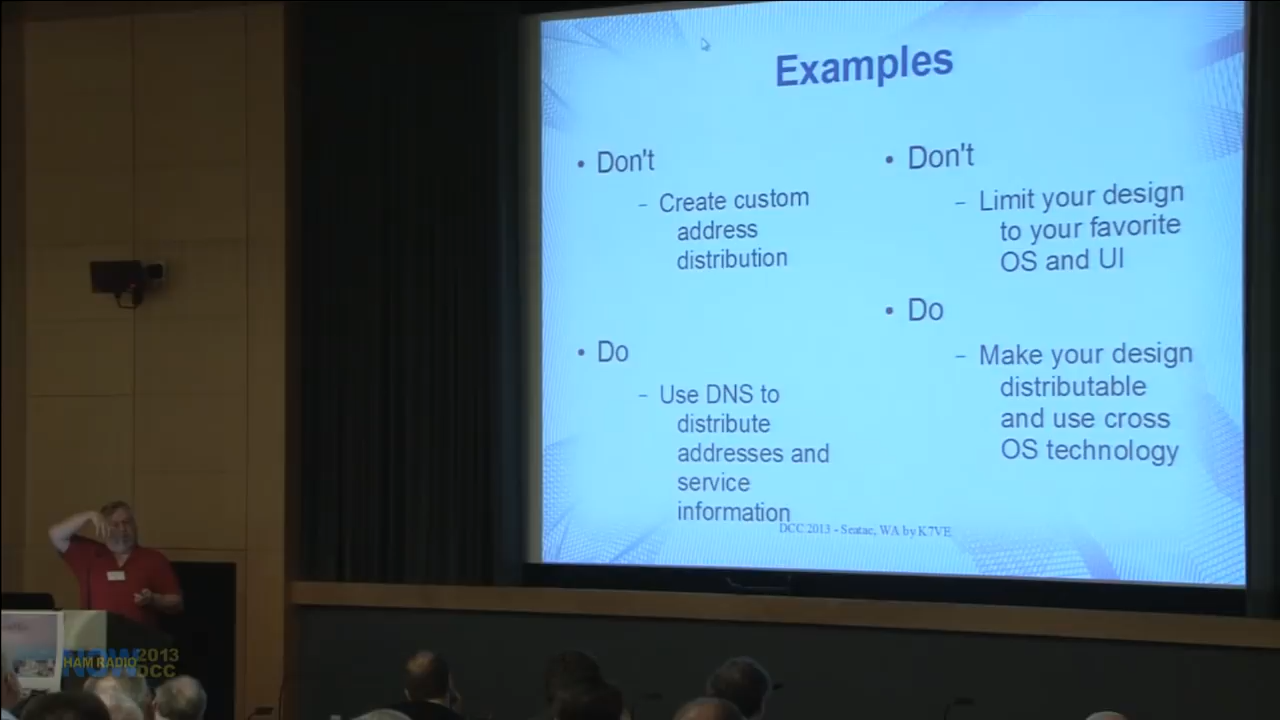 Examples
• Don't
– Create custom
address
distribution
• Do
– Use DNS to
distribute
addresses and
service
information
• Don't
– Limit your design
to your favorite
OS and UI
• Do
– Make your design
distributable
and use cross
OS technology
DCC 2013 - Seatac, WA by K7VE
HAM RADIO
NOW
2013
DCC